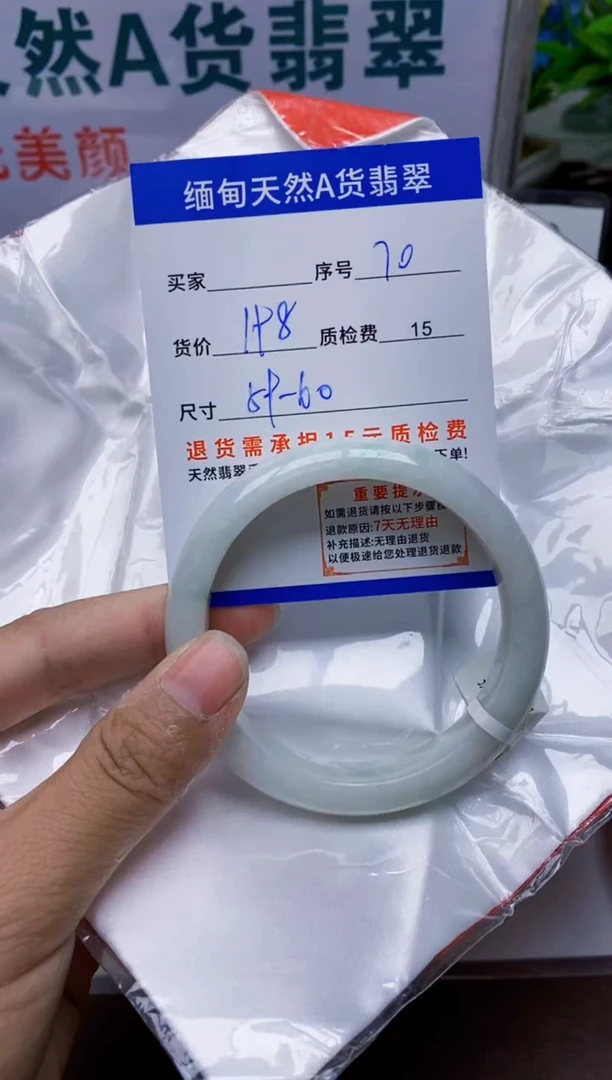 然A货翡翠
美颜
缅甸天然A货翡翠
买家 序号 70
货价 198 质检费 15
尺寸 59-60
退货需承担15元质检费
天然翡翠 下单!
重要提示
如需退货请按以下步骤
退款原因:7天无理由
补充描述:无理由退货
以便极速给您处理退货退款